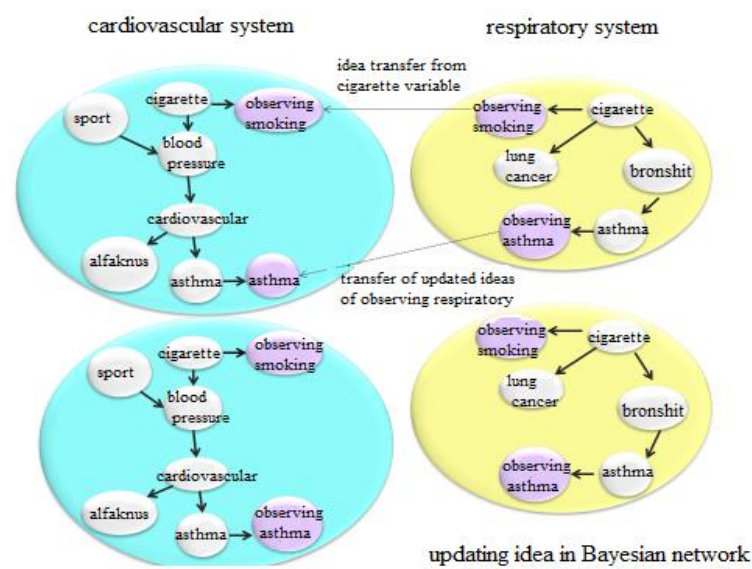 cardiovascular system
respiratory system
idea transfer from
cigarette variable
sport
cigarette
observing
smoking
blood
pressure
cardiovascular
alfaknus
asthma
asthma
observing
smoking
cigarette
lung
cancer
bronshit
observing
asthma
asthma
transfer of updated ideas
of observing respiratory
sport
cigarette
observing
smoking
blood
pressure
cardiovascular
alfaknus
asthma
observing
asthma
observing
smoking
cigarette
lung
cancer
bronshit
observing
asthma
asthma
updating idea in Bayesian network